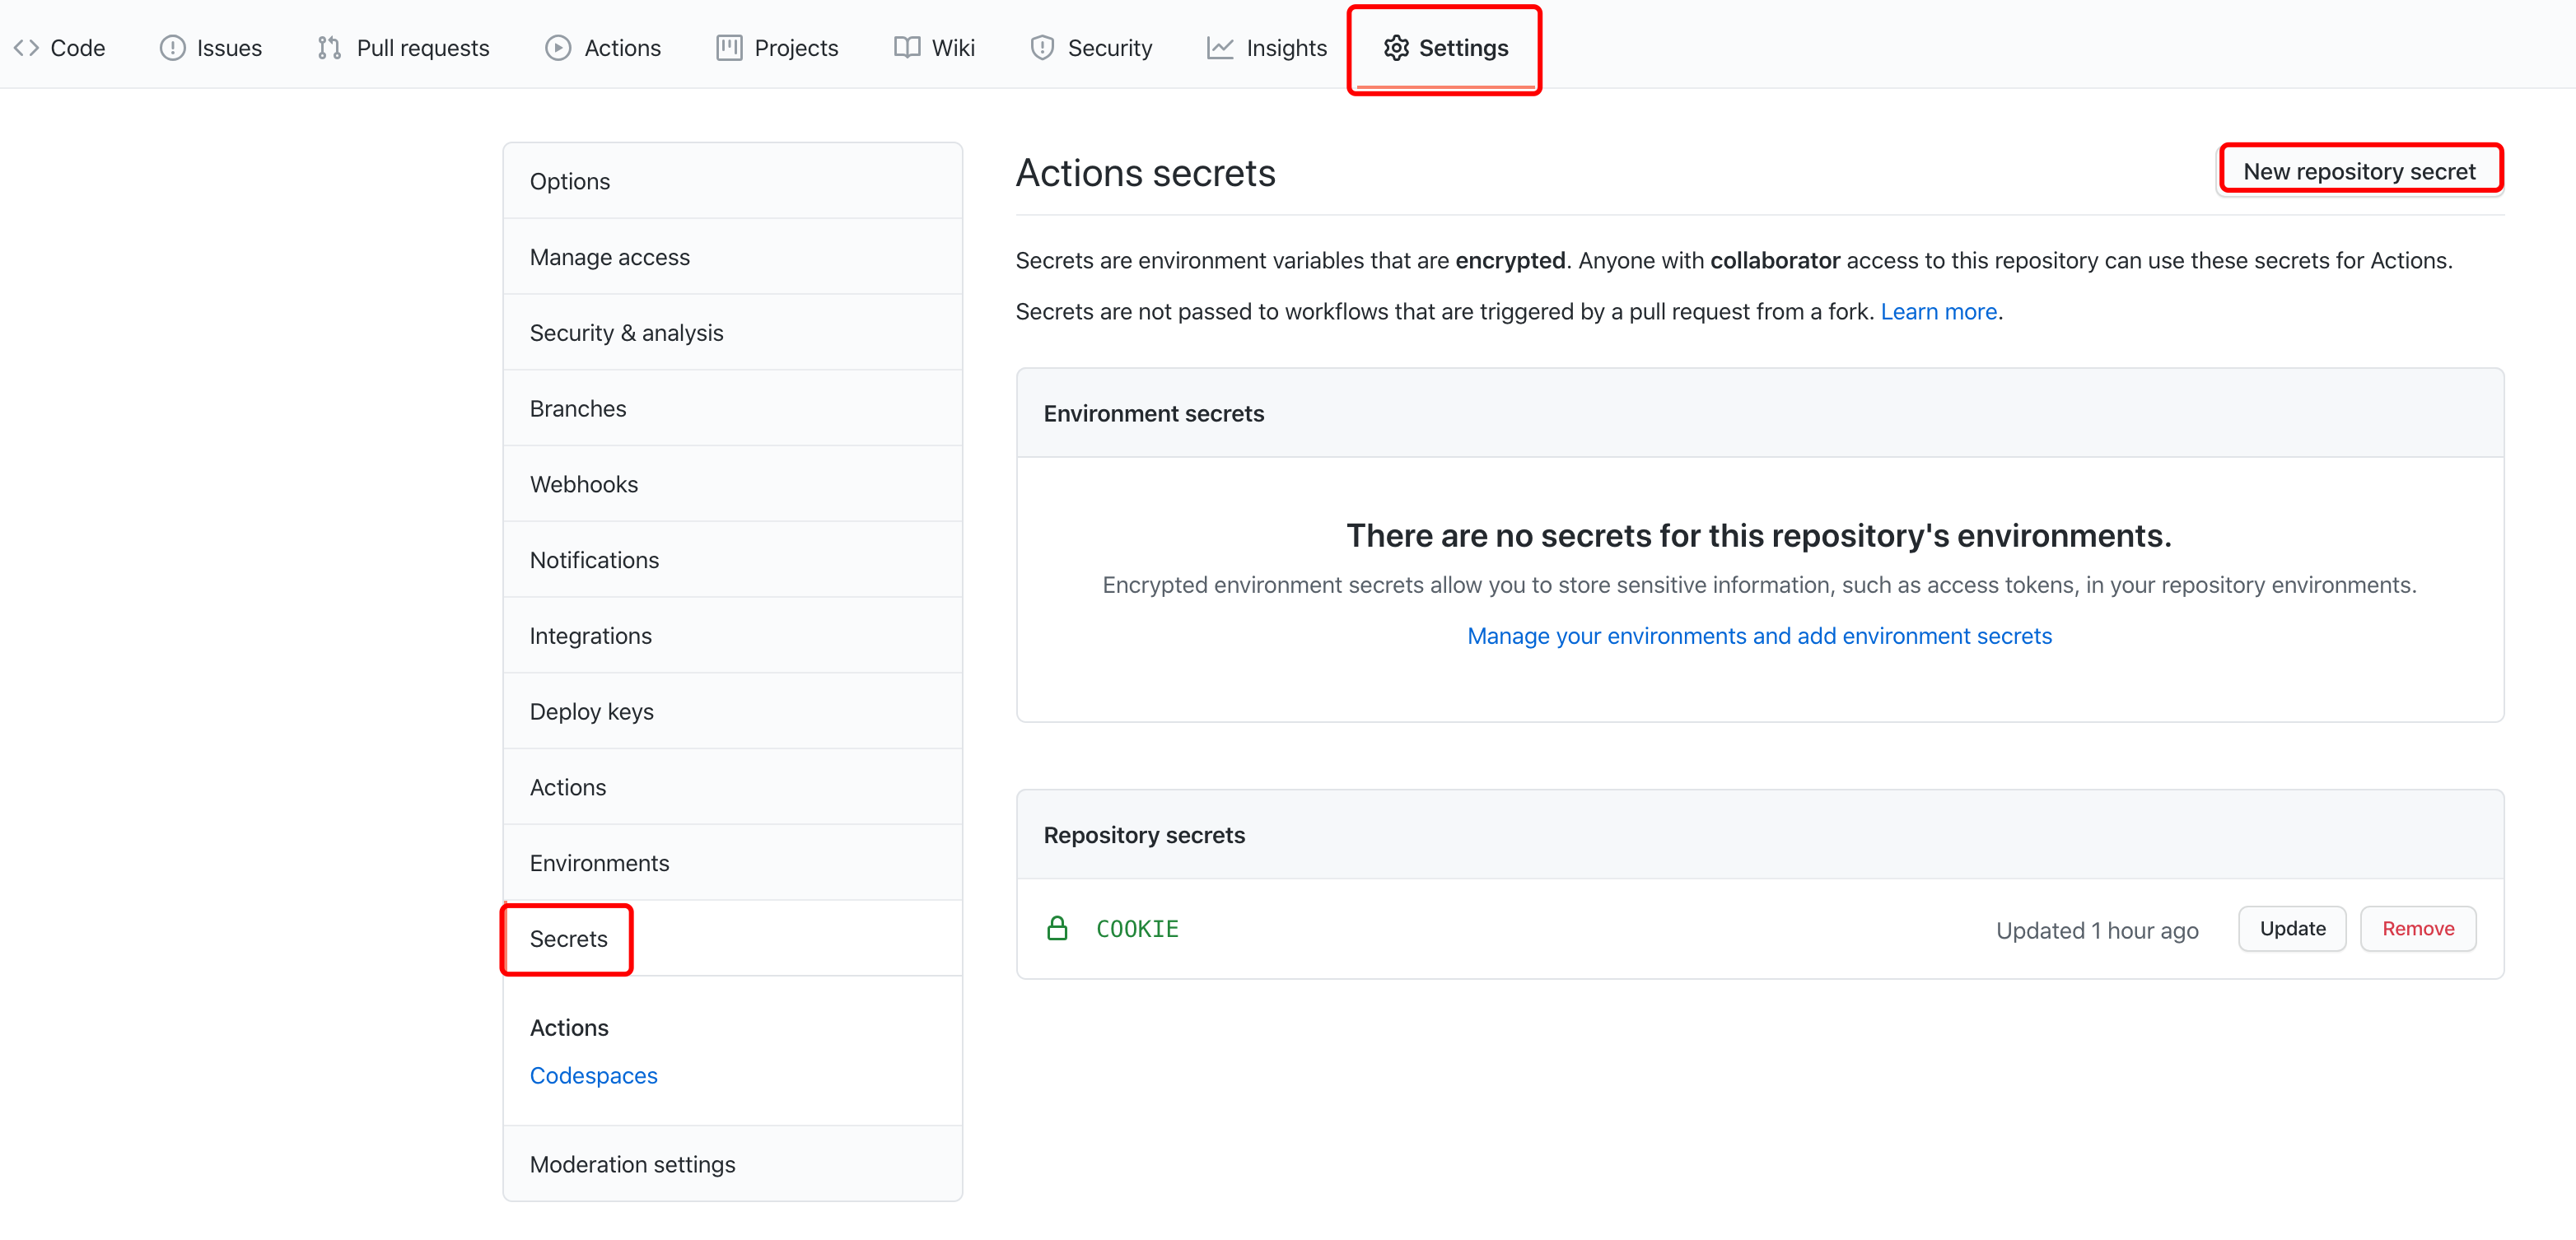 Code Issues Pull requests Actions Projects Wiki Security Insights Settings
Options
Manage access
Security & analysis
Branches
Webhooks
Notifications
Integrations
Deploy keys
Actions
Environments
Secrets
Actions
Codespaces
Moderation settings
Actions secrets
New repository secret
Secrets are environment variables that are encrypted. Anyone with collaborator access to this repository can use these secrets for Actions.
Secrets are not passed to workflows that are triggered by a pull request from a fork. Learn more.
Environment secrets
There are no secrets for this repository's environments.
Encrypted environment secrets allow you to store sensitive information, such as access tokens, in your repository environments.
Manage your environments and add environment secrets
Repository secrets
COOKIE Updated 1 hour ago Update Remove